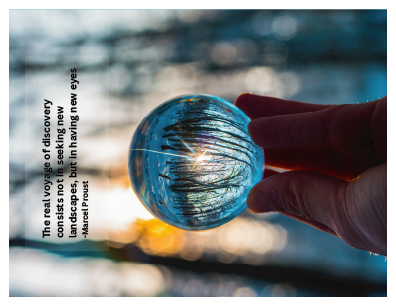 The real voyage of discovery
consists not in seeking new
landscapes, but in having new eyes
-Marcel Proust